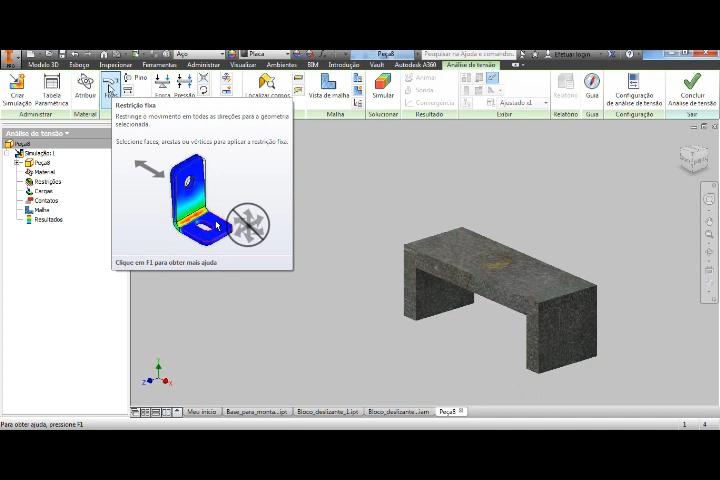 Aço
Placa
Peça8
Pesquisar na Ajuda e comandos.
Efetuar login
Modelo 3D
Esboço
Inspecionar
Ferramentas
Administrar
Visualizar
Ambientes
BIM
Introdução
Vault
Autodesk A360
Análise de tensão
Pino
Criar Simulação
Tabela Paramétrica
Atribuir
Força
Pressão
Localizar contos
Vista de malha
Simular
Animar
Sonda
Convergência
Ajustado d.
Relatório
Guia
Configuração de análise de tensão
Concluir Análise de tensão
Administrar
Material
Malha
Solucionar
Resultado
Exibir
Relatório
Guia
Configuração
Sair
Restrição fixa
Restringe o movimento em todas as direções para a geometria
selecionada.
Selecione faces, arestas ou vértices para aplicar a restrição fixa.
Clique em F1 para obter mais ajuda
Análise de tensão
Peça8
Simulação:1
Peça8
Material
Restrições
Cargas
Contatos
Malha
Resultados
Y
Z
X
Meu início
Base_para_monta...ipt
Bloco_deslizante_1.ipt
Bloco_deslizante_...iam
Peça8
Para obter ajuda, pressione F1
1
4